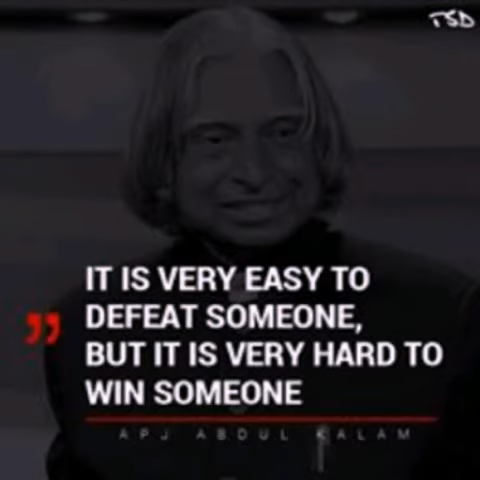 TSD
IT IS VERY EASY TO
DEFEAT SOMEONE,
BUT IT IS VERY HARD TO
WIN SOMEONE
APJ ABDUL KALAM